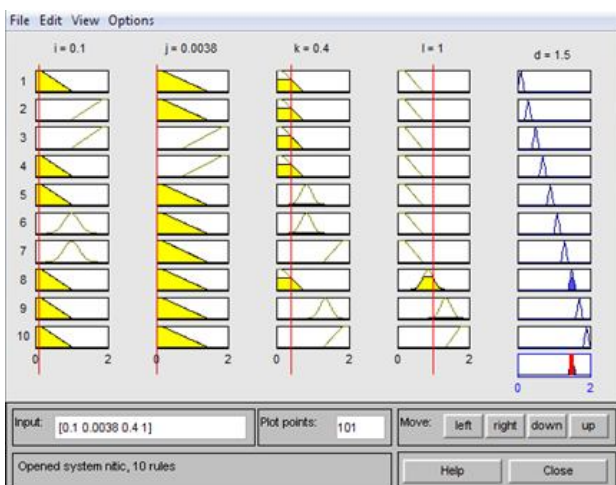 File Edit View Options
i = 0.1 j = 0.0038 k = 0.4 l = 1 d = 1.5
1
2
3
4
5
6
7
8
9
10
0 2 0 2 0 2 0 2
0 2
Input: [0.1 0.0038 0.4 1] Plot points: 101 Move: left right down up
Opened system nitic, 10 rules Help Close